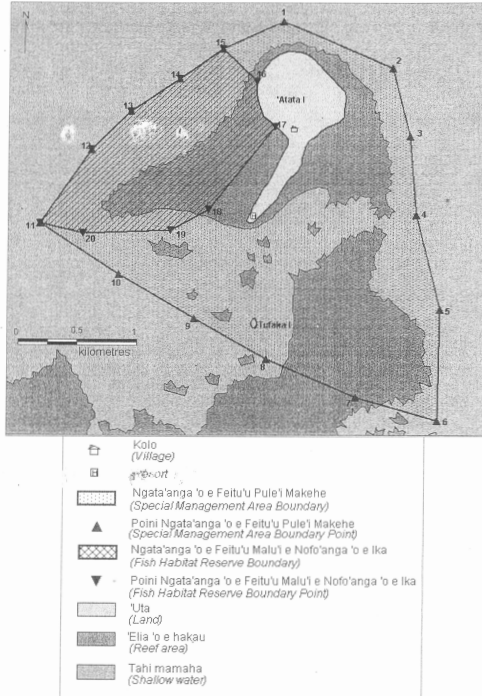 N
1
2
15
14
16
'Atata I
13
17
3
12
18
4
11
20
19
10
5
9
Tufaka I
0 0.5 1
kilometres
8
7
6
Kolo
(Village)
Ngata'anga 'o e Feitu'u Pule'i Makehe
(Special Management Area Boundary)
Poini Ngata'anga 'o e Feitu'u Pule'i Makehe
(Special Management Area Boundary Point)
Ngata'anga 'o e Feitu'u Malu'i e Nofo'anga 'o e Ika
(Fish Habitat Reserve Boundary)
Poini Ngata'anga 'o e Feitu'u Malu'i e Nofo'anga 'o e Ika
(Fish Habitat Reserve Boundary Point)
'Uta
(Land)
'Elia 'o e hakau
(Reef area)
Tahi mamaha
(Shallow water)